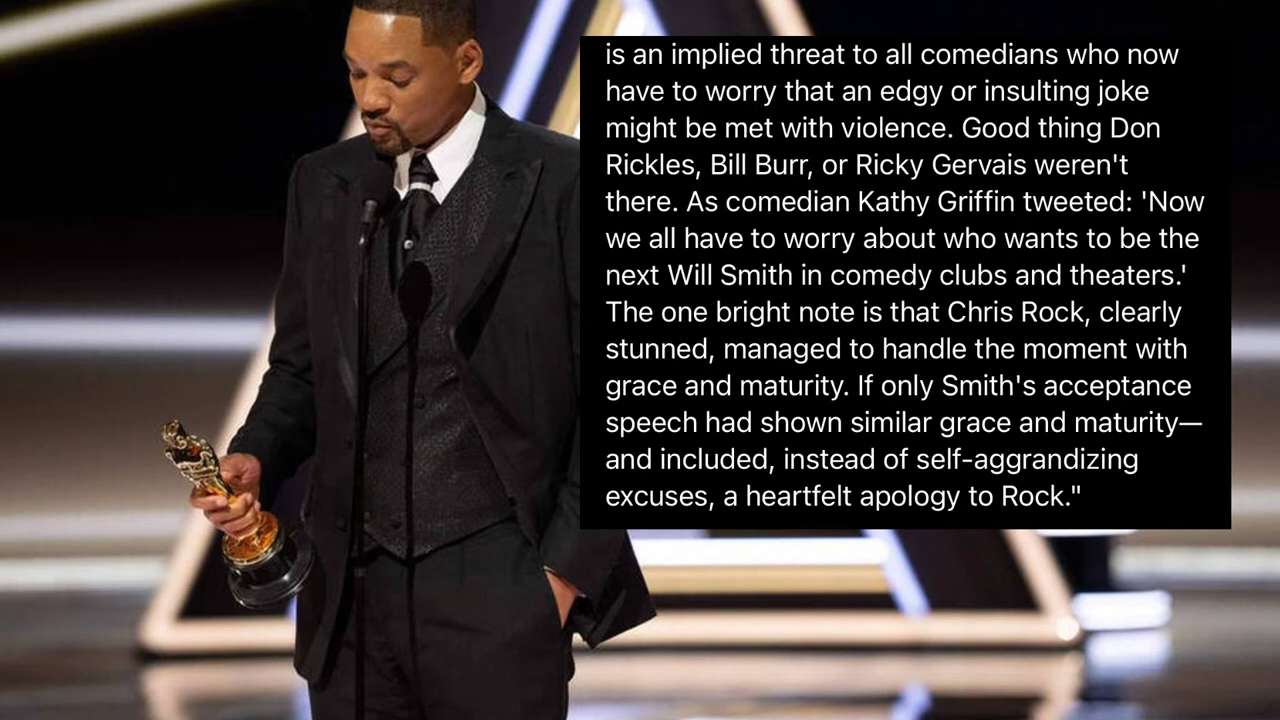 is an implied threat to all comedians who now
have to worry that an edgy or insulting joke
might be met with violence. Good thing Don
Rickles, Bill Burr, or Ricky Gervais weren't
there. As comedian Kathy Griffin tweeted: 'Now
we all have to worry about who wants to be the
next Will Smith in comedy clubs and theaters.'
The one bright note is that Chris Rock, clearly
stunned, managed to handle the moment with
grace and maturity. If only Smith's acceptance
speech had shown similar grace and maturity—
and included, instead of self-aggrandizing
excuses, a heartfelt apology to Rock."